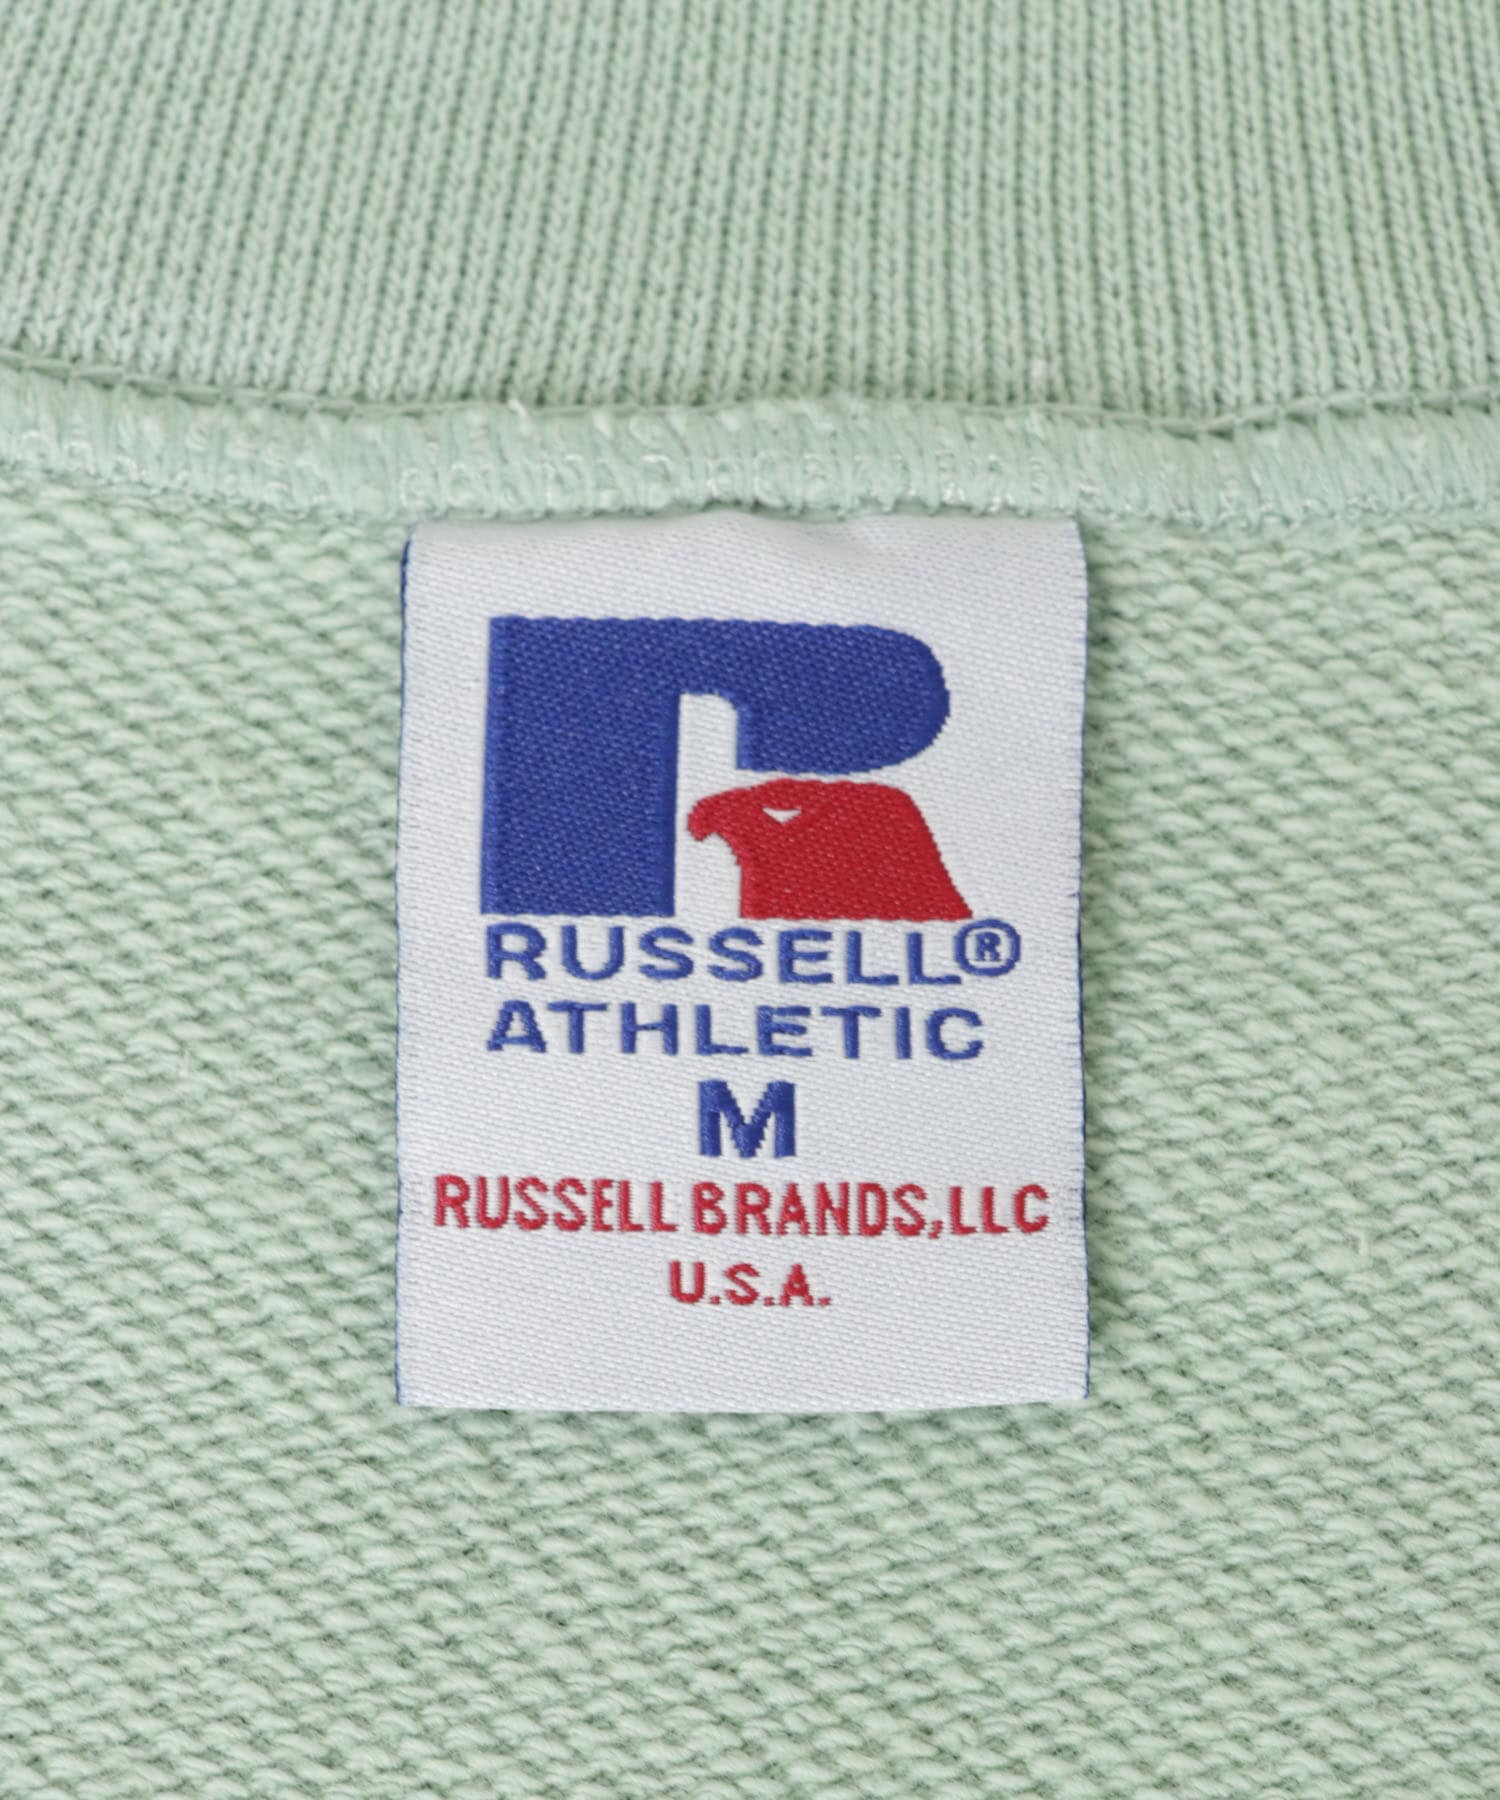 RUSSELL®
ATHLETIC
M
RUSSELL BRANDS, LLC
U.S.A.